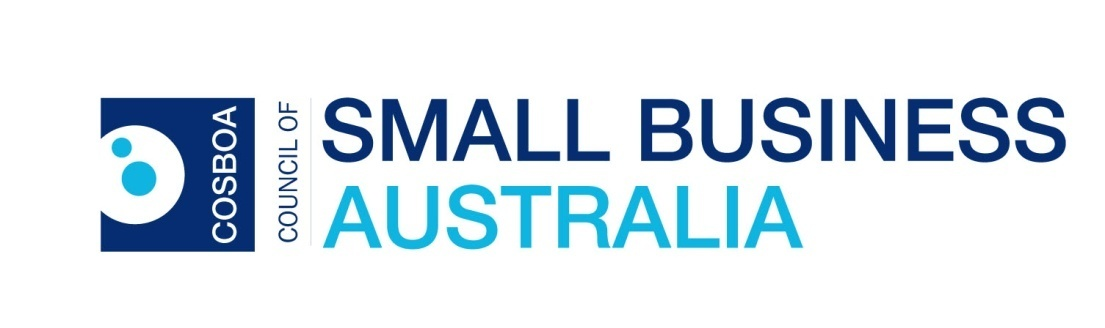 COSBOA
COUNCIL OF
SMALL BUSINESS
AUSTRALIA